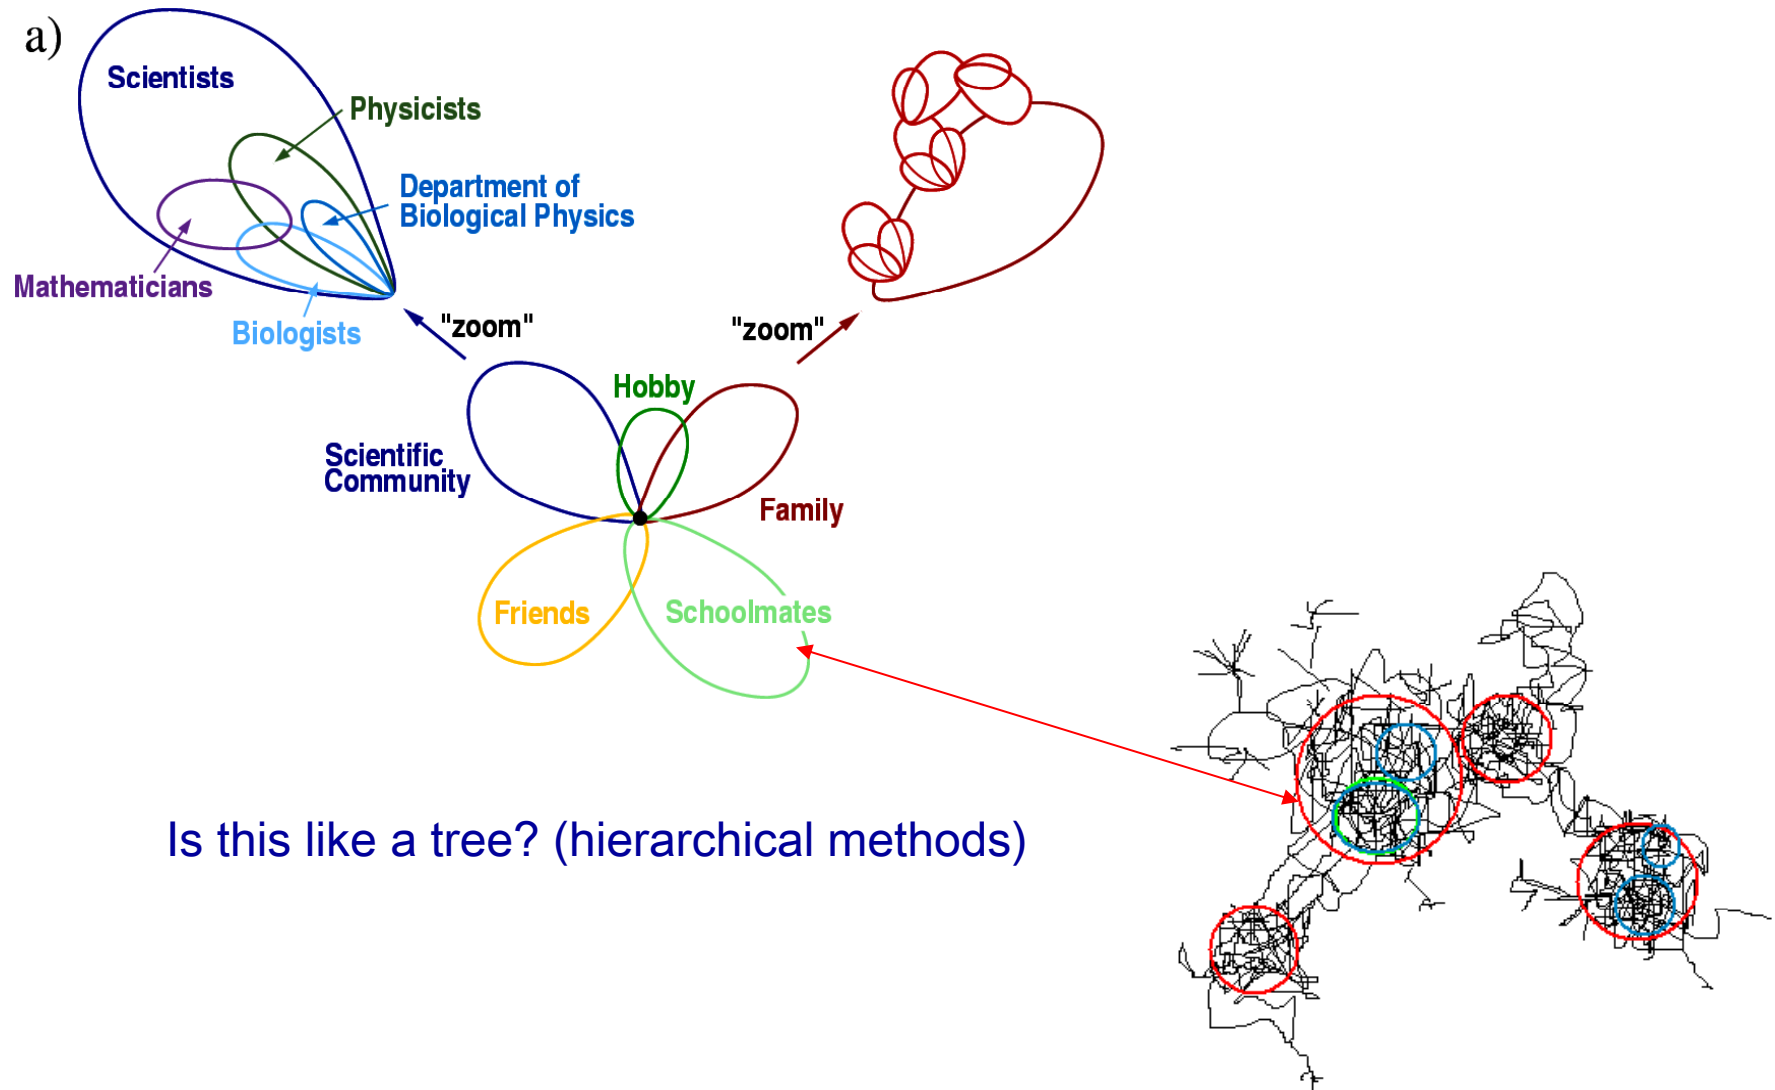 a)
Scientists
Physicists
Department of
Biological Physics
Mathematicians
Biologists
"zoom"
"zoom"
Hobby
Scientific
Community
Family
Friends
Schoolmates
Is this like a tree? (hierarchical methods)